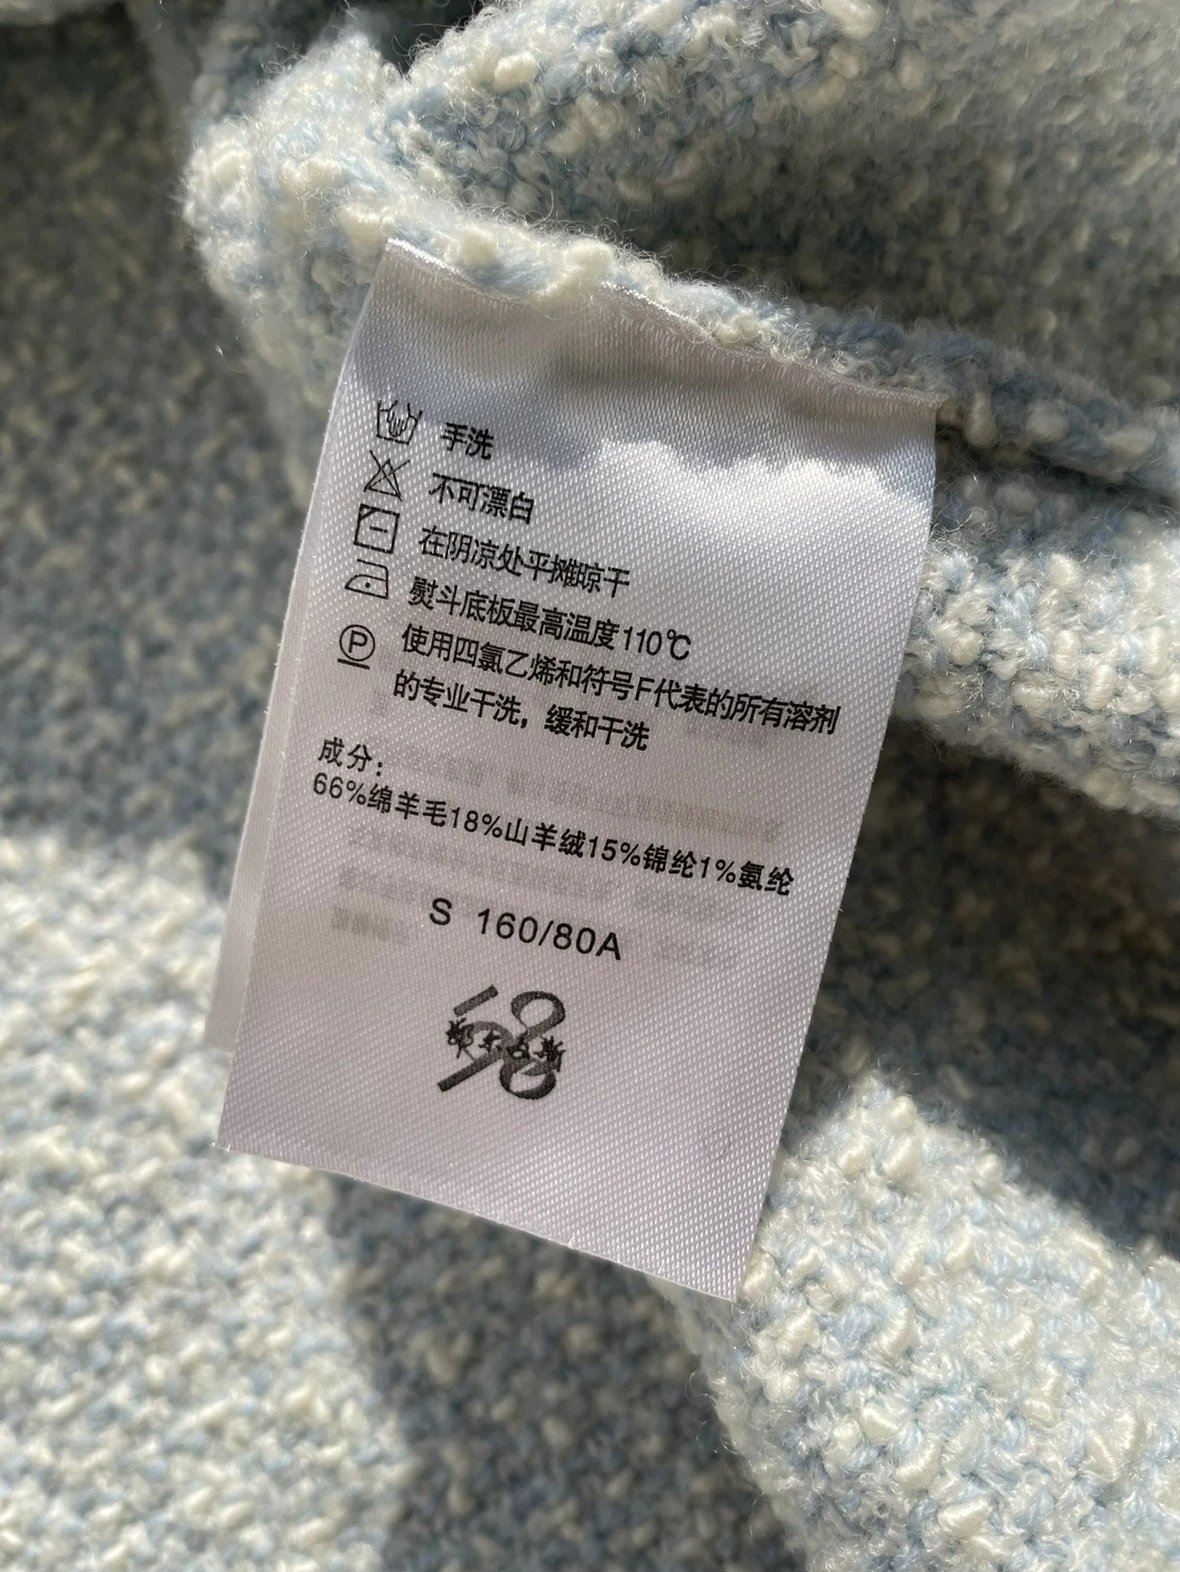 手洗
不可漂白
在阴凉处平摊晾干
熨斗底板最高温度110℃
P
使用四氯乙烯和符号F代表的所有溶剂
的专业干洗，缓和干洗
成分：
66%绵羊毛18%山羊绒15%锦纶1%氨纶
S 160/80A